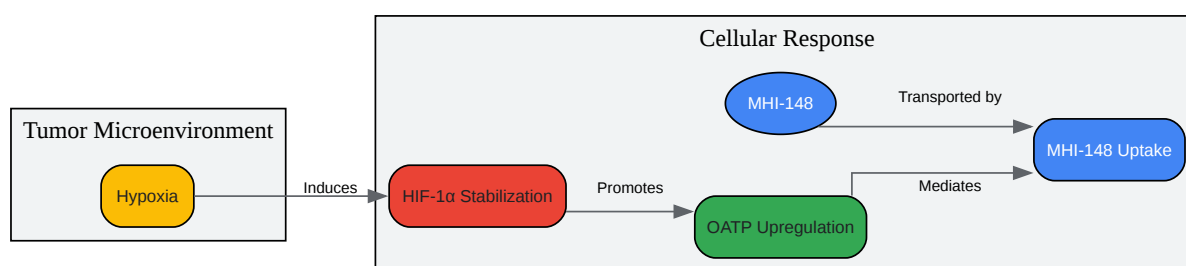 Cellular Response
MHI-148
Transported by
MHI-148 Uptake
Tumor Microenvironment
Hypoxia
Induces
HIF-1α Stabilization
Promotes
OATP Upregulation
Mediates